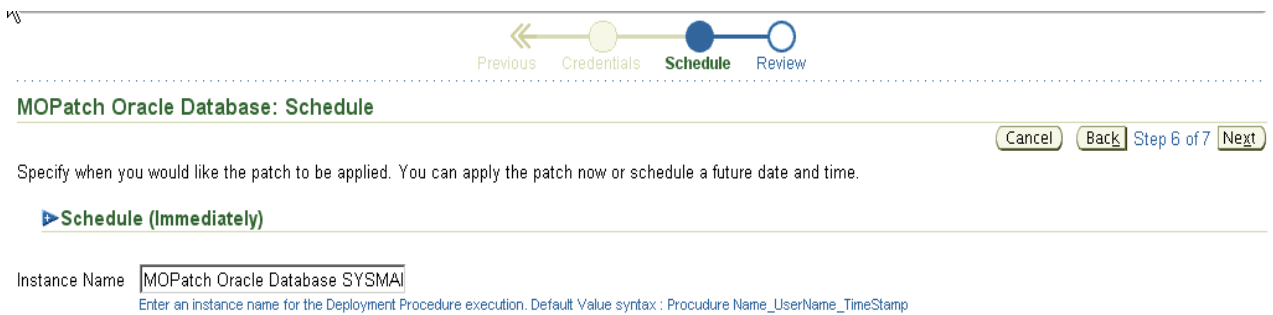 Previous Credentials Schedule Review
MOPatch Oracle Database: Schedule
Cancel Back Step 6 of 7 Next
Specify when you would like the patch to be applied. You can apply the patch now or schedule a future date and time.
Schedule (Immediately)
Instance Name MOPatch Oracle Database SYSMAI
Enter an instance name for the Deployment Procedure execution. Default Value syntax : Procudure Name_UserName_TimeStamp